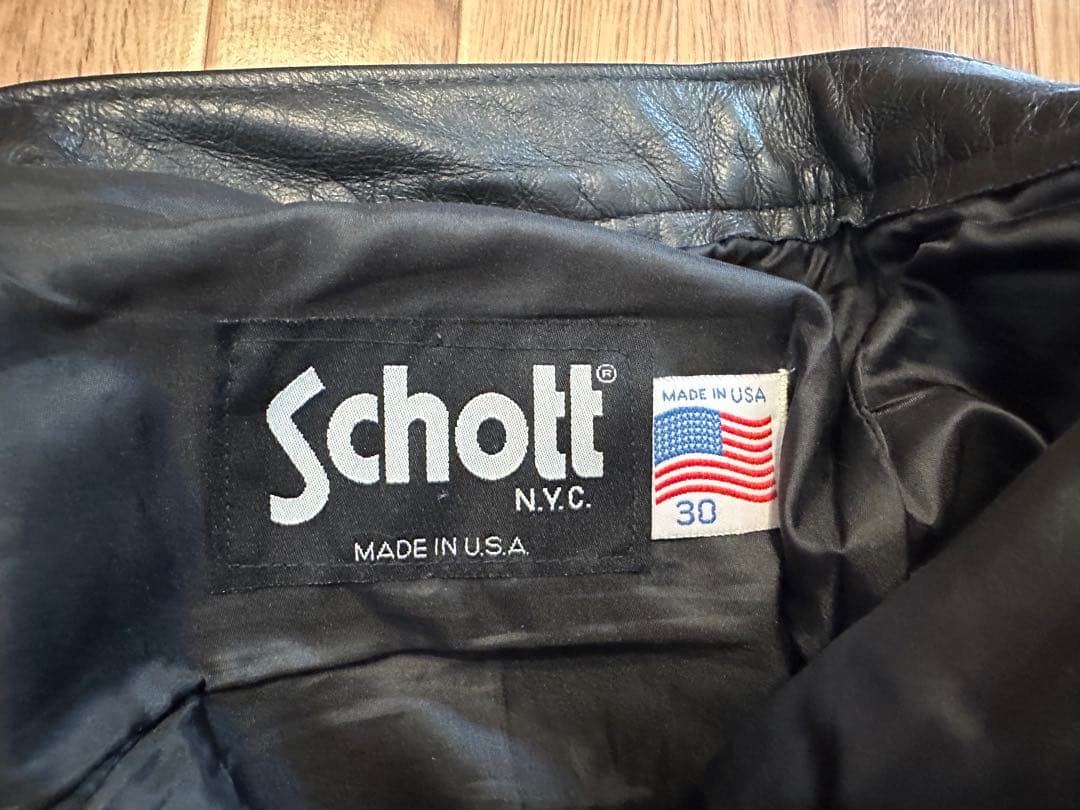 Schott®
N.Y.C.
MADE IN U.S.A.
MADE IN USA
30